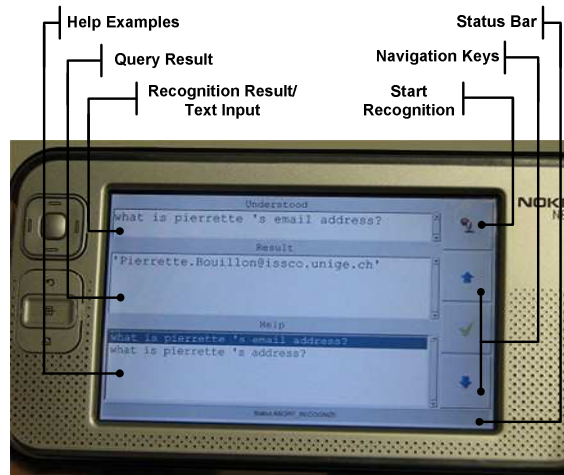 Help Examples
Status Bar
Query Result
Navigation Keys
Recognition Result/
Text Input
Start
Recognition
NOK
Understood
what is pierrette 's email address?
Result
'Pierrette.Bouillon@issco.unige.ch'
Help
what is pierrette 's email address?
what is pierrette 's address?